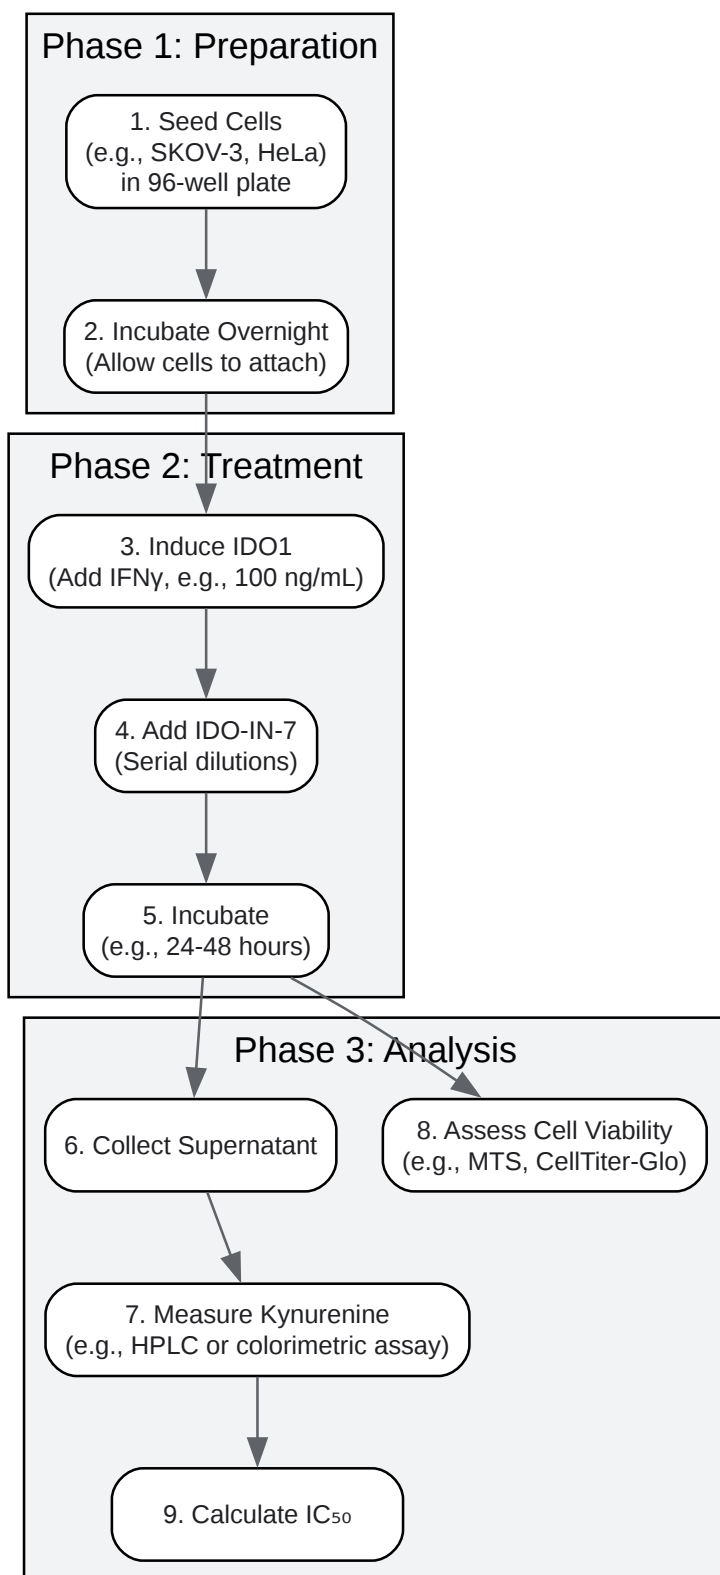 Phase 1: Preparation
1. Seed Cells
(e.g., SKOV-3, HeLa)
in 96-well plate
2. Incubate Overnight
(Allow cells to attach)
Phase 2: Treatment
3. Induce IDO1
(Add IFNγ, e.g., 100 ng/mL)
4. Add IDO-IN-7
(Serial dilutions)
5. Incubate
(e.g., 24-48 hours)
Phase 3: Analysis
6. Collect Supernatant
8. Assess Cell Viability
(e.g., MTS, CellTiter-Glo)
7. Measure Kynurenine
(e.g., HPLC or colorimetric assay)
9. Calculate IC₅₀